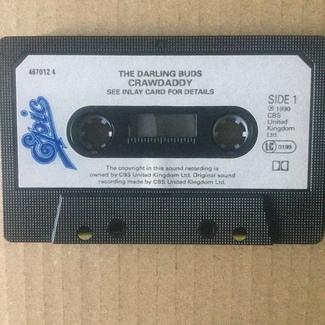 467012 4
THE DARLING BUDS
CRAWDADDY
SEE INLAY CARD FOR DETAILS
Epic
SIDE 1
℗ 1990
CBS
United
Kingdom
Ltd.
LC 0199
The copyright in this sound recording is
owned by CBS United Kingdom Ltd. Original sound
recording made by CBS United Kingdom Ltd.